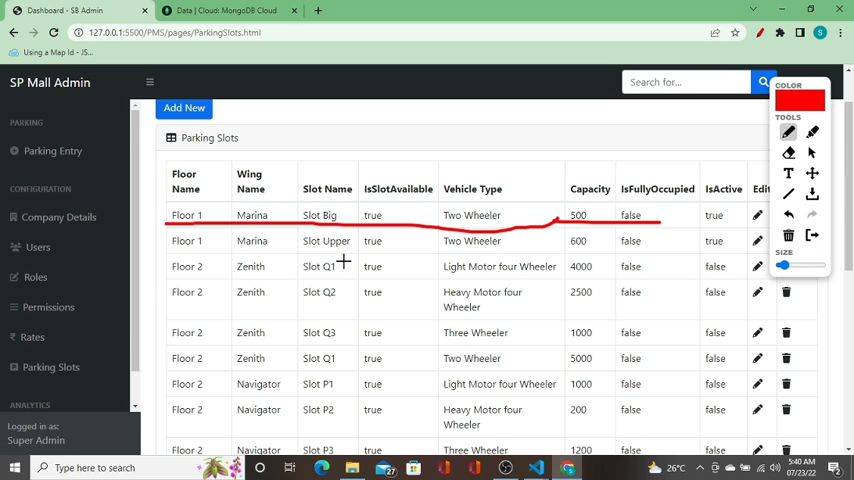 Dashboard - SB Admin
Data | Cloud: MongoDB Cloud
127.0.0.1:5500/PMS/pages/ParkingSlots.html
Using a Map Id - JS...
SP Mall Admin
Search for...
PARKING
Parking Entry
CONFIGURATION
Company Details
Users
Roles
Permissions
Rates
Parking Slots
ANALYTICS
Logged in as:
Super Admin
Add New
Parking Slots
Floor Name Wing Name Slot Name IsSlotAvailable Vehicle Type Capacity IsFullyOccupied IsActive Edit
Floor 1 Marina Slot Big true Two Wheeler 500 false true
Floor 1 Marina Slot Upper true Two Wheeler 600 false true
Floor 2 Zenith Slot Q1 true Light Motor four Wheeler 4000 false false
Floor 2 Zenith Slot Q2 true Heavy Motor four Wheeler 2500 false false
Floor 2 Zenith Slot Q3 true Three Wheeler 1000 false false
Floor 2 Zenith Slot Q1 true Two Wheeler 5000 false false
Floor 2 Navigator Slot P1 true Light Motor four Wheeler 1000 false false
Floor 2 Navigator Slot P2 true Heavy Motor four Wheeler 200 false false
Floor 2 Navigator Slot P3 true Three Wheeler 1200 false false
COLOR
TOOLS
T
SIZE
S
Type here to search
27
26°C
5:40 AM
07/23/22
2